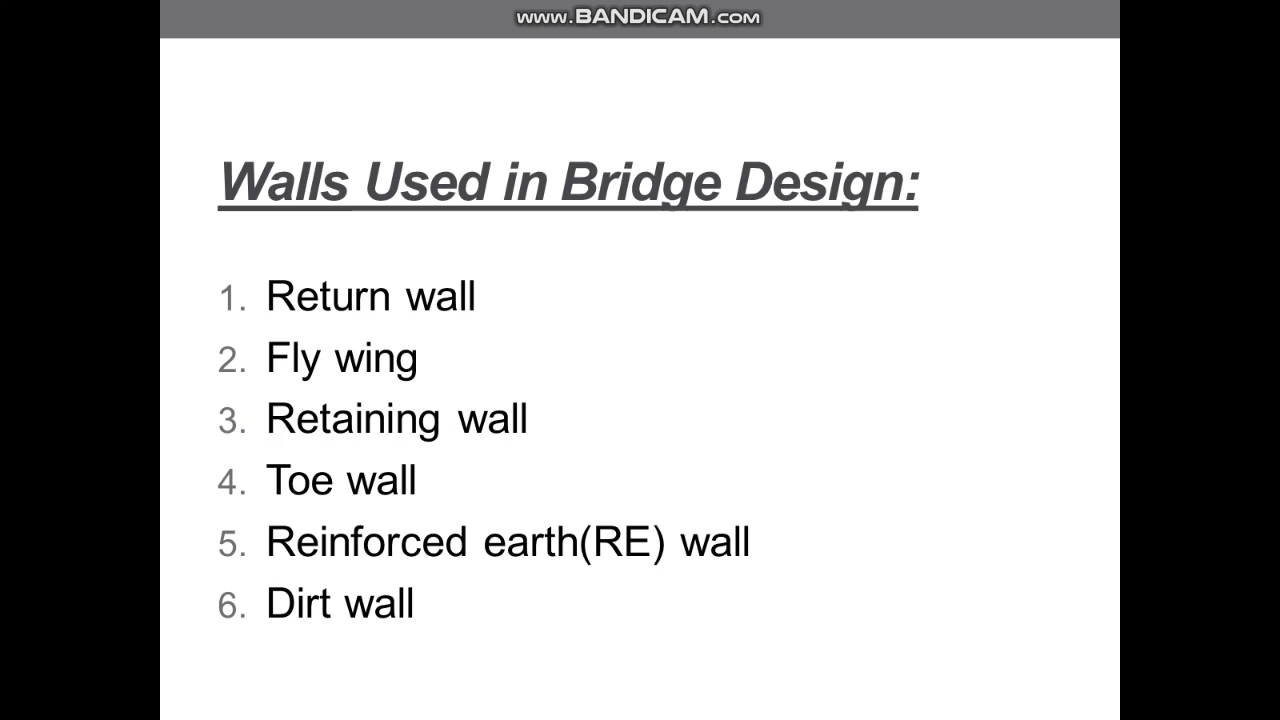 www.BANDICAM.com
Walls Used in Bridge Design:
1. Return wall
2. Fly wing
3. Retaining wall
4. Toe wall
5. Reinforced earth(RE) wall
6. Dirt wall